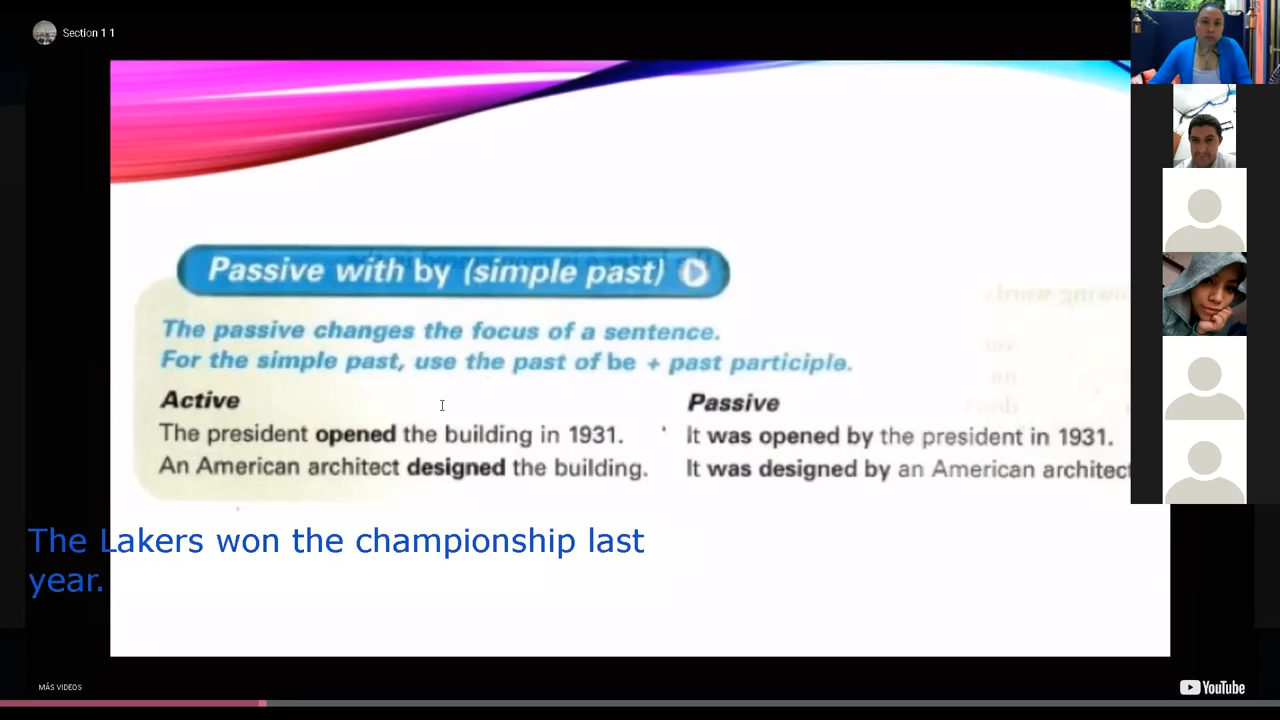 Section 1 1
Passive with by (simple past)
The passive changes the focus of a sentence.
For the simple past, use the past of be + past participle.
Active
Passive
The president opened the building in 1931.
It was opened by the president in 1931.
An American architect designed the building.
It was designed by an American architect
The Lakers won the championship last
year.
MÁS VIDEOS
YouTube